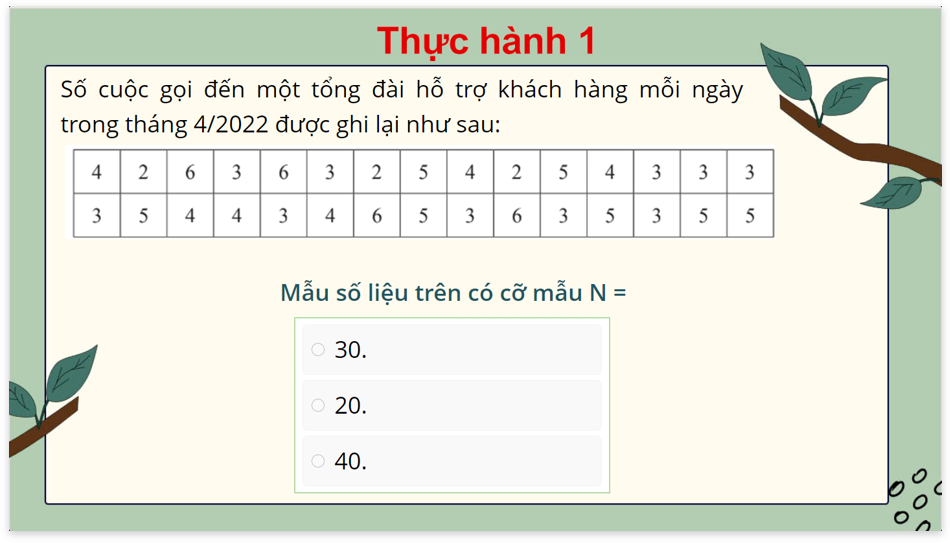 Thực hành 1
Số cuộc gọi đến một tổng đài hỗ trợ khách hàng mỗi ngày
trong tháng 4/2022 được ghi lại như sau:
4 2 6 3 6 3 2 5 4 2 5 4 3 3 3
3 5 4 4 3 4 6 5 3 6 3 5 3 5 5
Mẫu số liệu trên có cỡ mẫu N =
30.
20.
40.